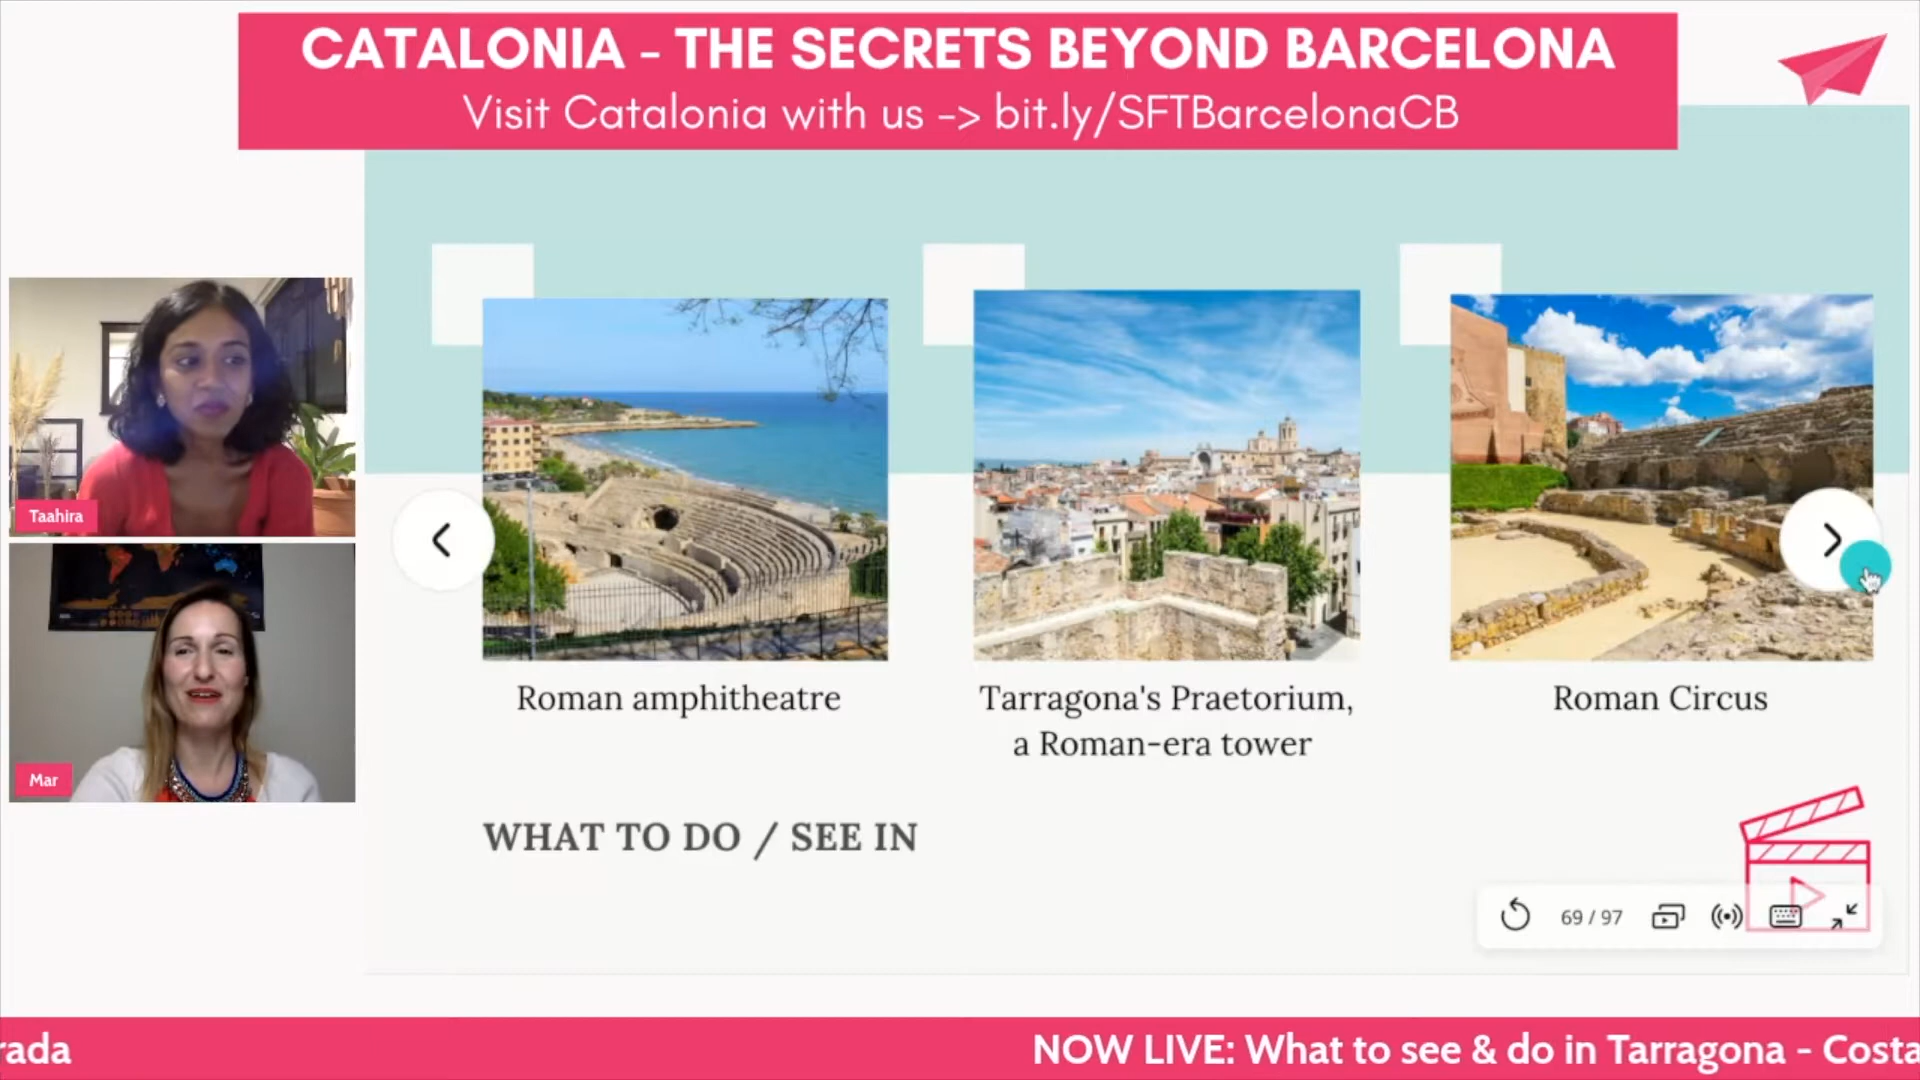 CATALONIA - THE SECRETS BEYOND BARCELONA
Visit Catalonia with us -> bit.ly/SFTBarcelonaCB
Taahira
Mar
Roman amphitheatre
Tarragona's Praetorium,
a Roman-era tower
Roman Circus
WHAT TO DO / SEE IN
69 / 97
rada
NOW LIVE: What to see & do in Tarragona - Costa